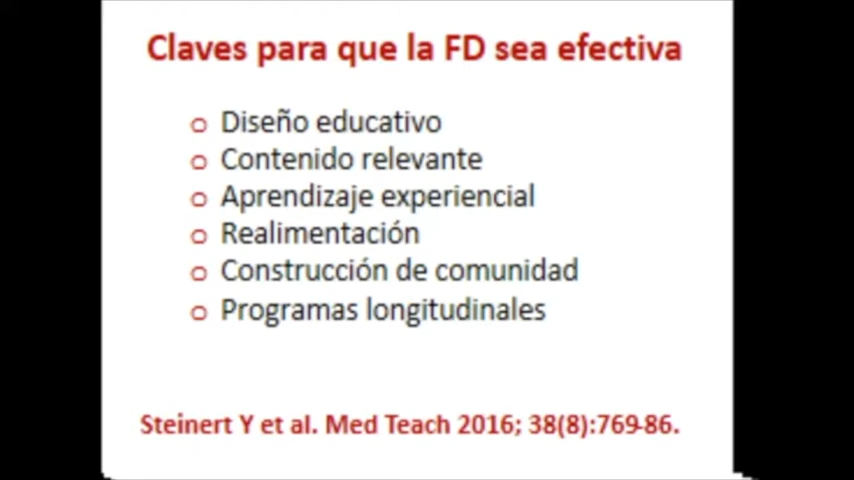 Claves para que la FD sea efectiva
Diseño educativo
Contenido relevante
Aprendizaje experiencial
Realimentación
Construcción de comunidad
Programas longitudinales
Steinert Y et al. Med Teach 2016; 38(8):769-86.